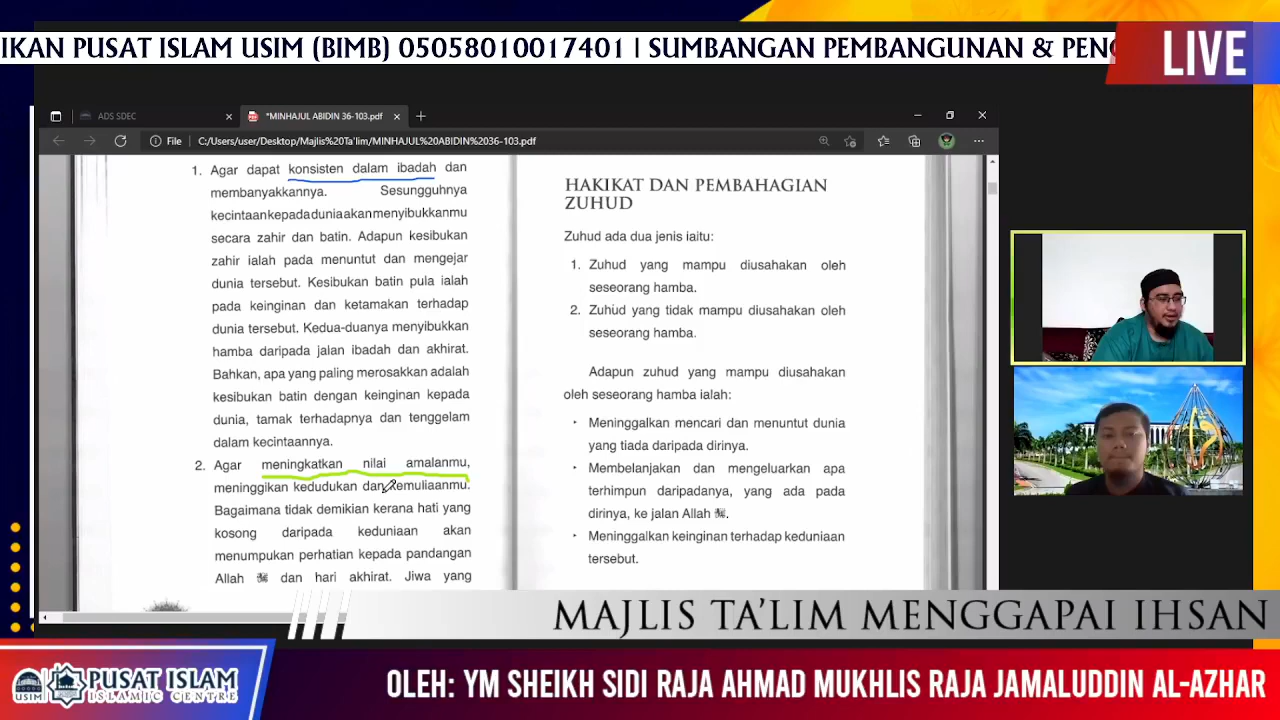 IKAN PUSAT ISLAM USIM (BIMB) 05058010017401 | SUMBANGAN PEMBANGUNAN & PENG
LIVE
ADS SDEC
*MINHAJUL ABIDIN 36-103.pdf
File
C:/Users/user/Desktop/Majlis%20Ta'lim/MINHAJUL%20ABIDIN%2036-103.pdf
1. Agar dapat konsisten dalam ibadah dan
membanyakkannya. Sesungguhnya
kecintaan kepada dunia akan menyibukkanmu
secara zahir dan batin. Adapun kesibukan
zahir ialah pada menuntut dan mengejar
dunia tersebut. Kesibukan batin pula ialah
pada keinginan dan ketamakan terhadap
dunia tersebut. Kedua-duanya menyibukkan
hamba daripada jalan ibadah dan akhirat.
Bahkan, apa yang paling merosakkan adalah
kesibukan batin dengan keinginan kepada
dunia, tamak terhadapnya dan tenggelam
dalam kecintaannya.
2. Agar meningkatkan nilai amalanmu,
meninggikan kedudukan dan kemuliaanmu.
Bagaimana tidak demikian kerana hati yang
kosong daripada keduniaan akan
menumpukan perhatian kepada pandangan
Allah dan hari akhirat. Jiwa yang
HAKIKAT DAN PEMBAHAGIAN
ZUHUD
Zuhud ada dua jenis iaitu:
1. Zuhud yang mampu diusahakan oleh
seseorang hamba.
2. Zuhud yang tidak mampu diusahakan oleh
seseorang hamba.
Adapun zuhud yang mampu diusahakan
oleh seseorang hamba ialah:
Meninggalkan mencari dan menuntut dunia
yang tiada daripada dirinya.
Membelanjakan dan mengeluarkan apa
terhimpun daripadanya, yang ada pada
dirinya, ke jalan Allah .
Meninggalkan keinginan terhadap keduniaan
tersebut.
MAJLIS TA'LIM MENGGAPAI IHSAN
USIM
PUSAT ISLAM
ISLAMIC CENTRE
OLEH: YM SHEIKH SIDI RAJA AHMAD MUKHLIS RAJA JAMALUDDIN AL-AZHAR